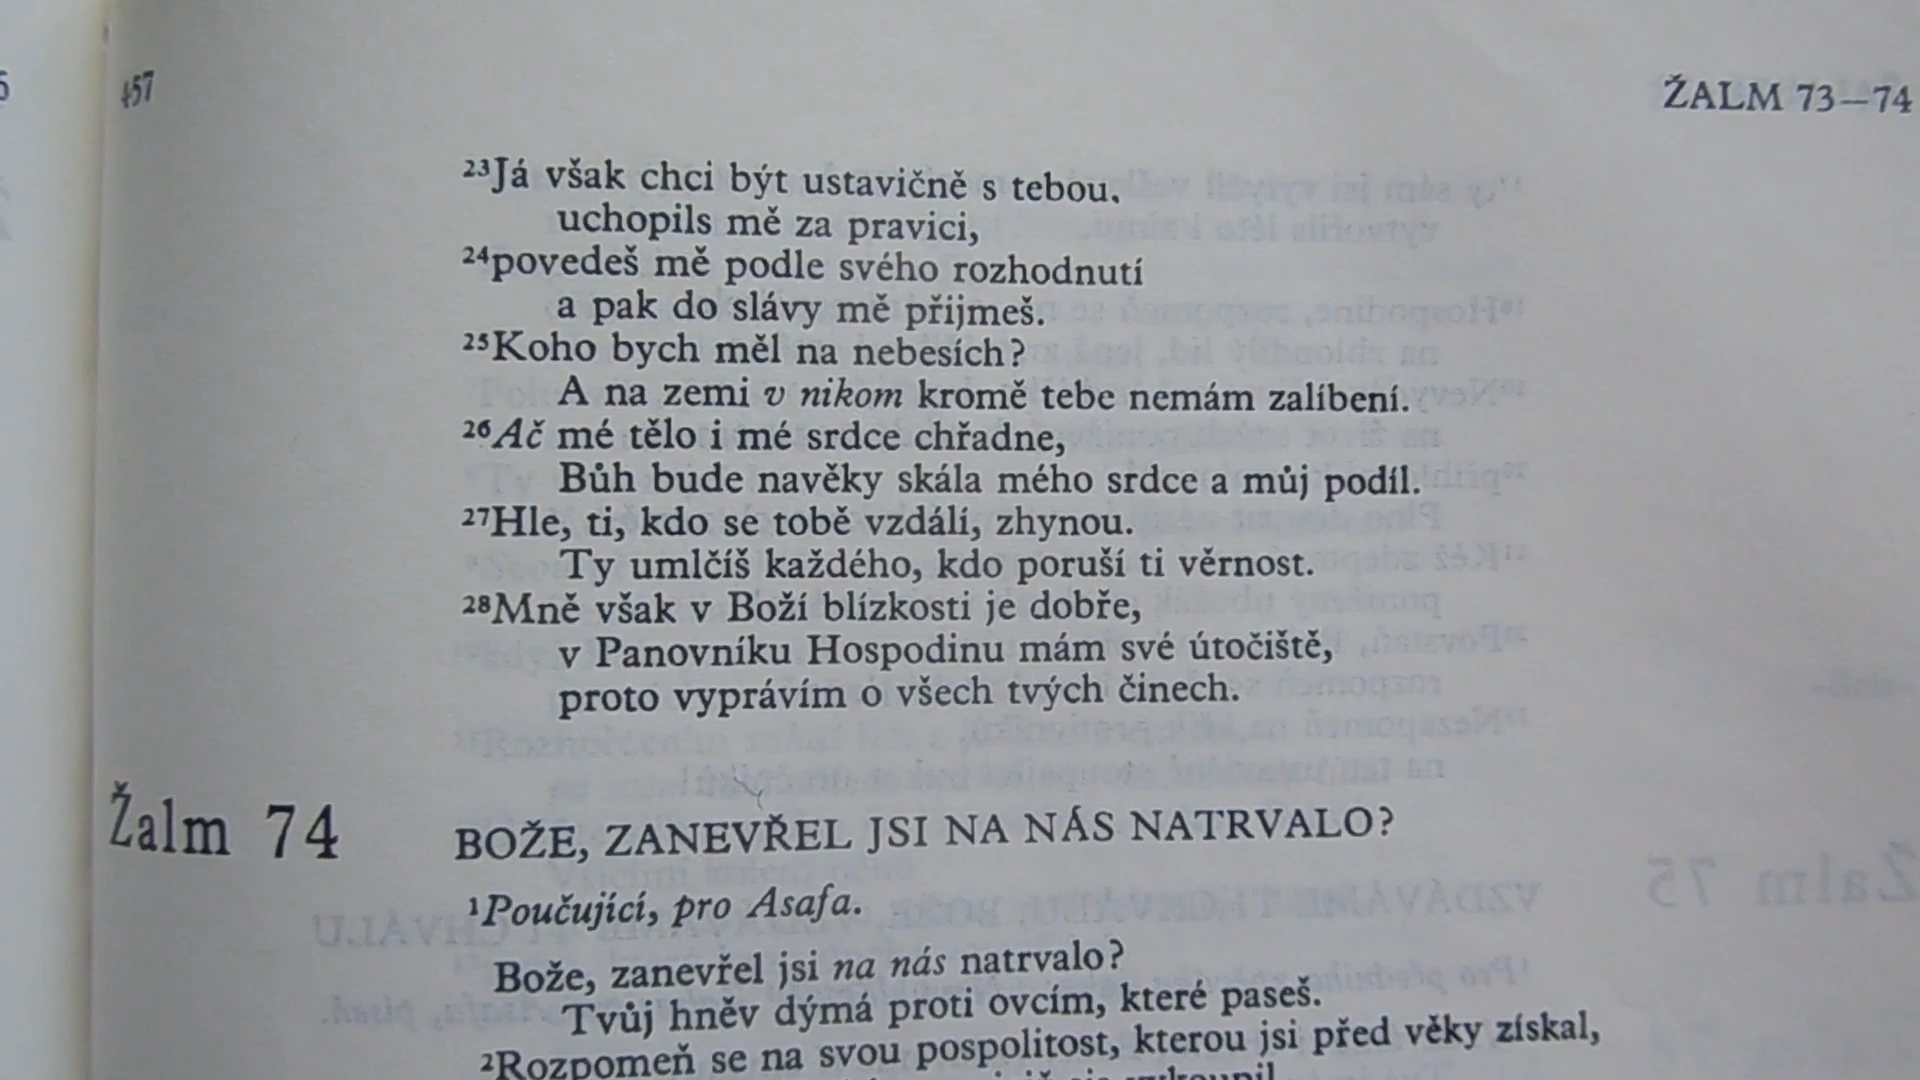 457
ŽALM 73—74
23Já však chci být ustavičně s tebou,
uchopils mě za pravici,
24povedeš mě podle svého rozhodnutí
a pak do slávy mě přijmeš.
25Koho bych měl na nebesích?
A na zemi v nikom kromě tebe nemám zalíbení.
26Ač mé tělo i mé srdce chřadne,
Bůh bude navěky skála mého srdce a můj podíl.
27Hle, ti, kdo se tobě vzdálí, zhynou.
Ty umlčíš každého, kdo poruší ti věrnost.
28Mně však v Boží blízkosti je dobře,
v Panovníku Hospodinu mám své útočiště,
proto vyprávím o všech tvých činech.
Žalm 74
BOŽE, ZANEVŘEL JSI NA NÁS NATRVALO?
1Poučující, pro Asafa.
Bože, zanevřel jsi na nás natrvalo?
Tvůj hněv dýmá proti ovcím, které paseš.
2Rozpomeň se na svou pospolitost, kterou jsi před věky získal,